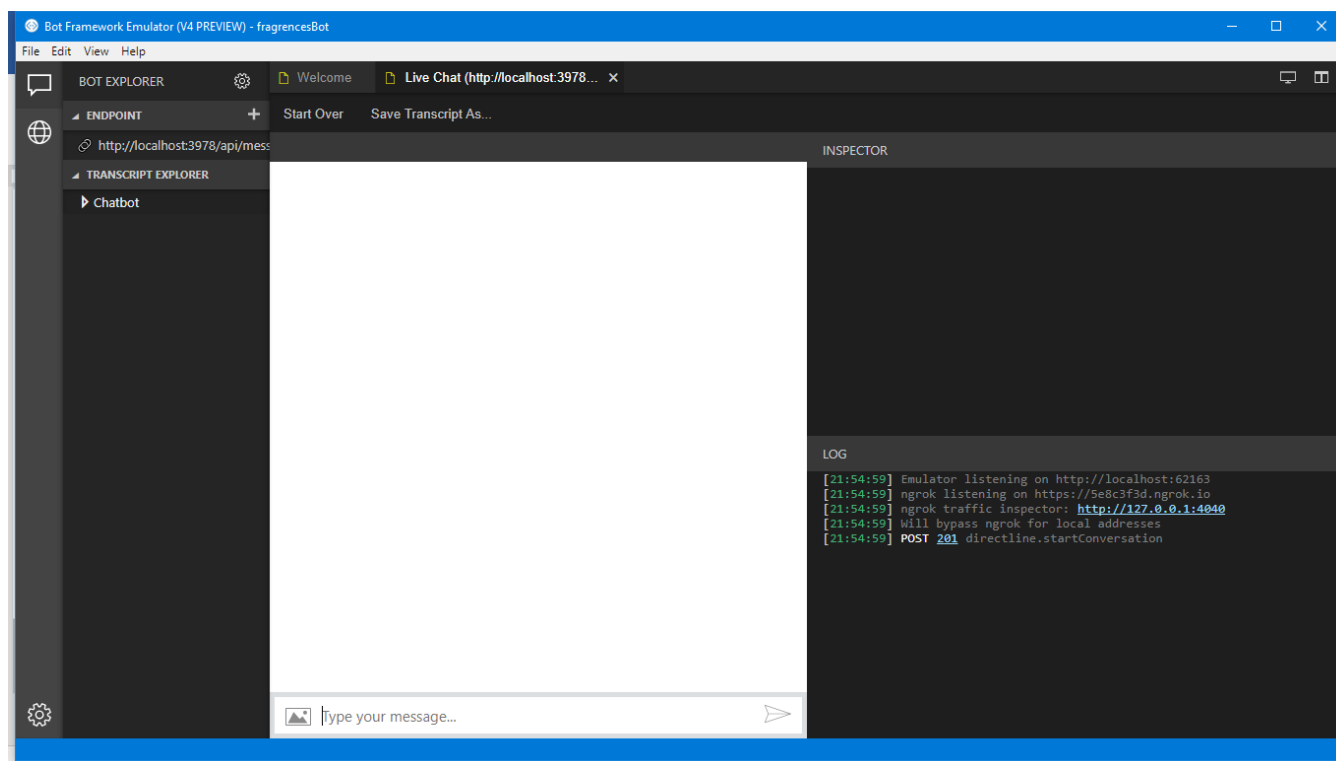 Bot Framework Emulator (V4 PREVIEW) - fragrencesBot
File Edit View Help
BOT EXPLORER
Welcome
Live Chat (http://localhost:3978...
ENDPOINT
Start Over
Save Transcript As...
http://localhost:3978/api/mess
INSPECTOR
TRANSCRIPT EXPLORER
Chatbot
LOG
[21:54:59] Emulator listening on http://localhost:62163
[21:54:59] ngrok listening on https://5e8c3f3d.ngrok.io
[21:54:59] ngrok traffic inspector: http://127.0.0.1:4040
[21:54:59] Will bypass ngrok for local addresses
[21:54:59] POST 201 directline.startConversation
Type your message...